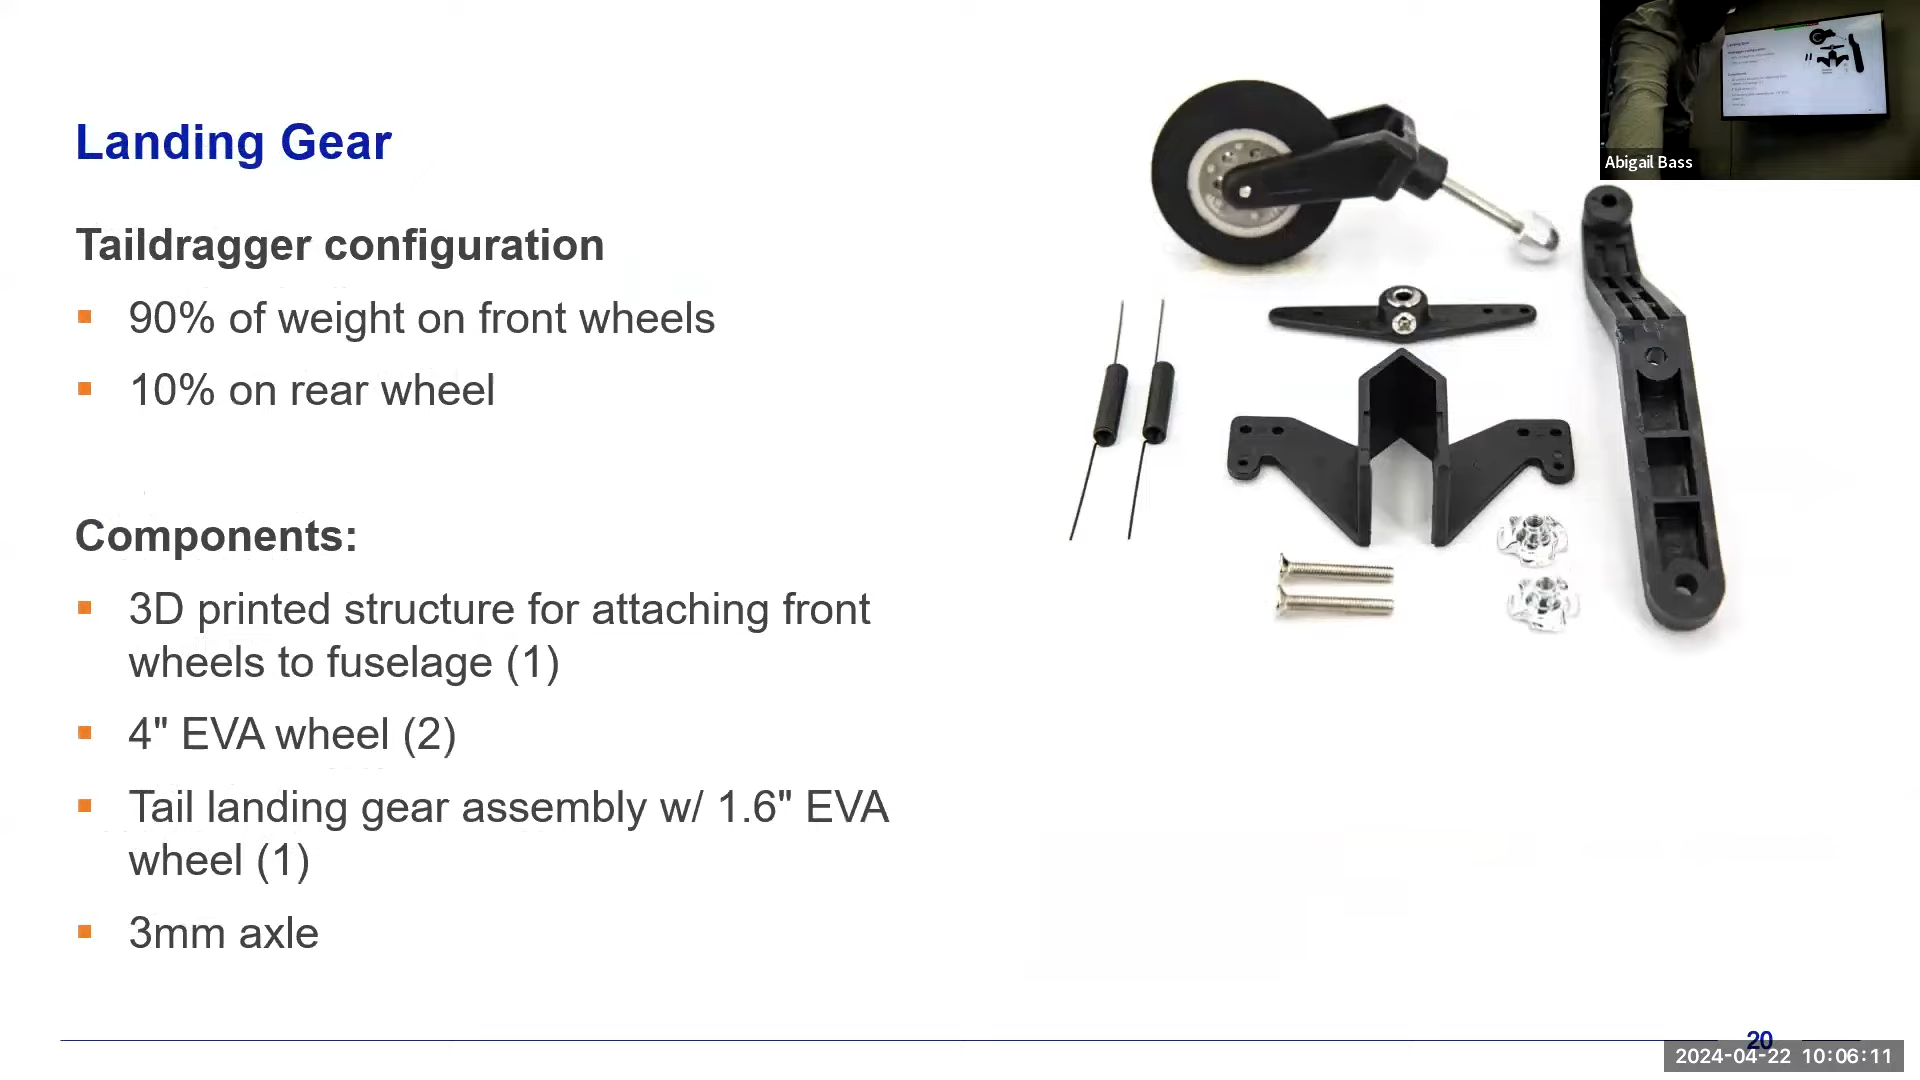 Landing Gear
Taildragger configuration
▪ 90% of weight on front wheels
▪ 10% on rear wheel
Components:
▪ 3D printed structure for attaching front
wheels to fuselage (1)
▪ 4" EVA wheel (2)
▪ Tail landing gear assembly w/ 1.6" EVA
wheel (1)
▪ 3mm axle
Abigail Bass
20
2024-04-22 10:06:11